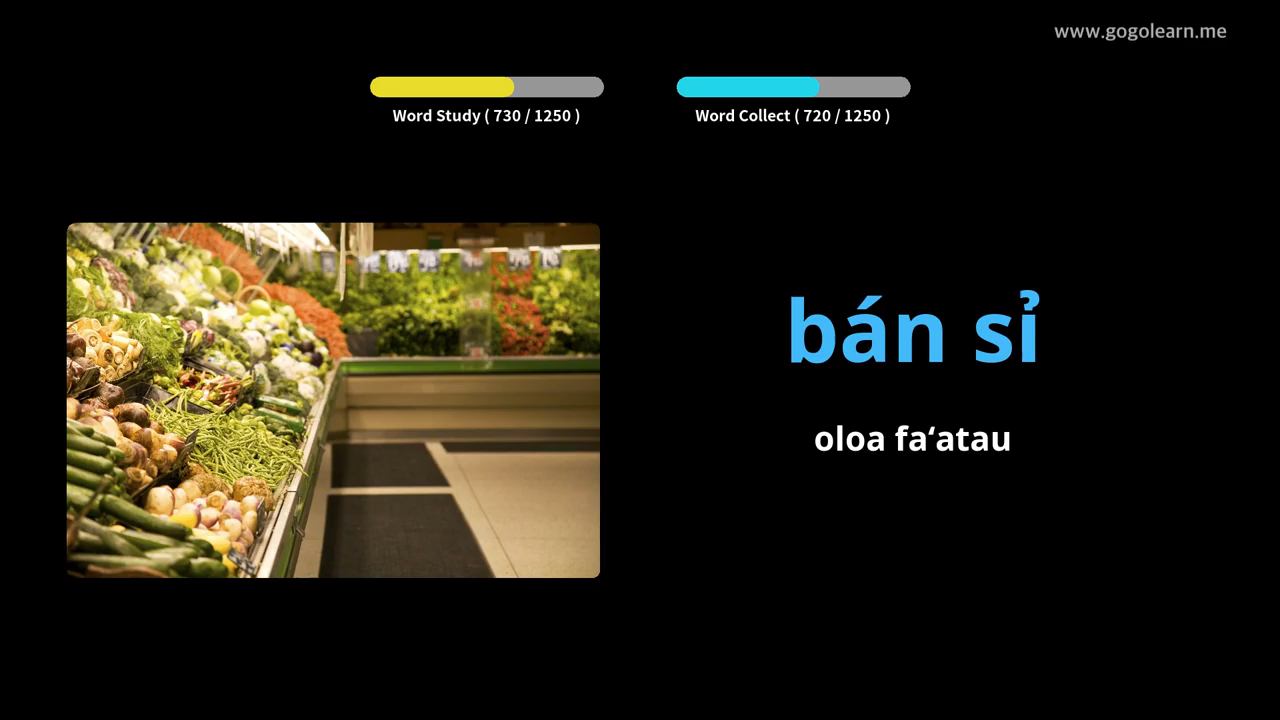 www.gogolearn.me
Word Study ( 730 / 1250 )
Word Collect ( 720 / 1250 )
bán sỉ
oloa faʻatau